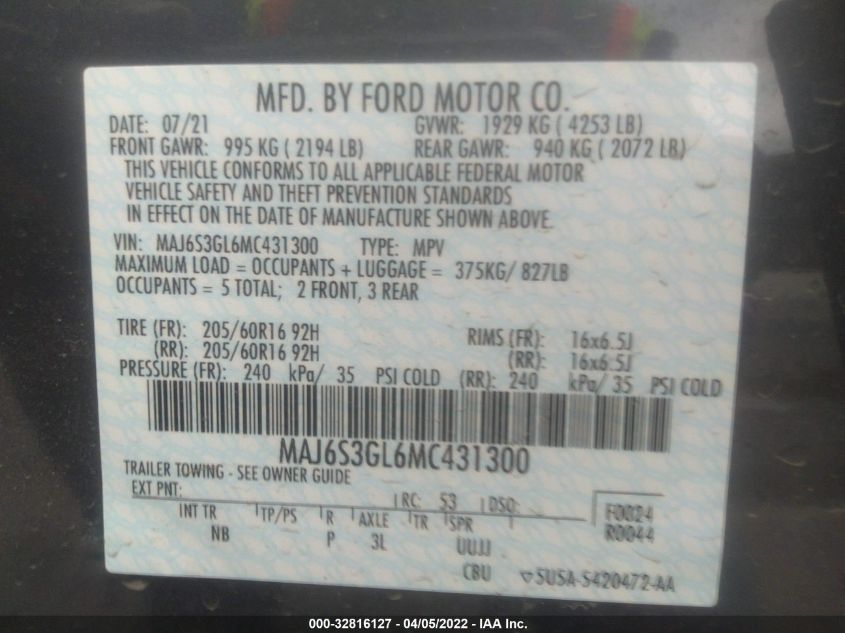 MFD. BY FORD MOTOR CO.
DATE: 07/21 GVWR: 1929 KG ( 4253 LB)
FRONT GAWR: 995 KG ( 2194 LB) REAR GAWR: 940 KG ( 2072 LB)
THIS VEHICLE CONFORMS TO ALL APPLICABLE FEDERAL MOTOR
VEHICLE SAFETY AND THEFT PREVENTION STANDARDS
IN EFFECT ON THE DATE OF MANUFACTURE SHOWN ABOVE.
VIN: MAJ6S3GL6MC431300 TYPE: MPV
MAXIMUM LOAD = OCCUPANTS + LUGGAGE = 375KG/ 827LB
OCCUPANTS = 5 TOTAL; 2 FRONT, 3 REAR
TIRE (FR): 205/60R16 92H RIMS (FR): 16x6.5J
(RR): 205/60R16 92H (RR): 16x6.5J
PRESSURE (FR): 240 kPa/ 35 PSI COLD (RR): 240 kPa/ 35 PSI COLD
MAJ6S3GL6MC431300
TRAILER TOWING - SEE OWNER GUIDE
EXT PNT: RC: 53 DSO:
F0024
INT TR TP/PS R AXLE TR SPR
R0044
NB P 3L UUJJ
CBU 5U5A-5420472-AA
000-32816127 - 04/05/2022 - IAA Inc.